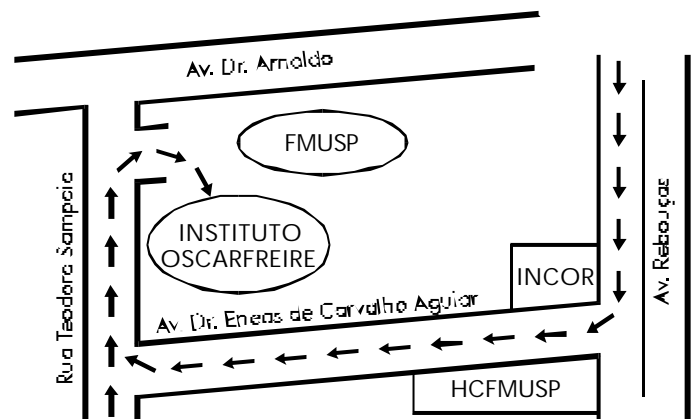 Av. Dr. Arnaldo
FMUSP
Rua Teodoro Sampaio
INSTITUTO
OSCARFREIRE
Av. Rebouças
INCOR
Av. Dr. Eneas de Carvalho Aguiar
HCFMUSP